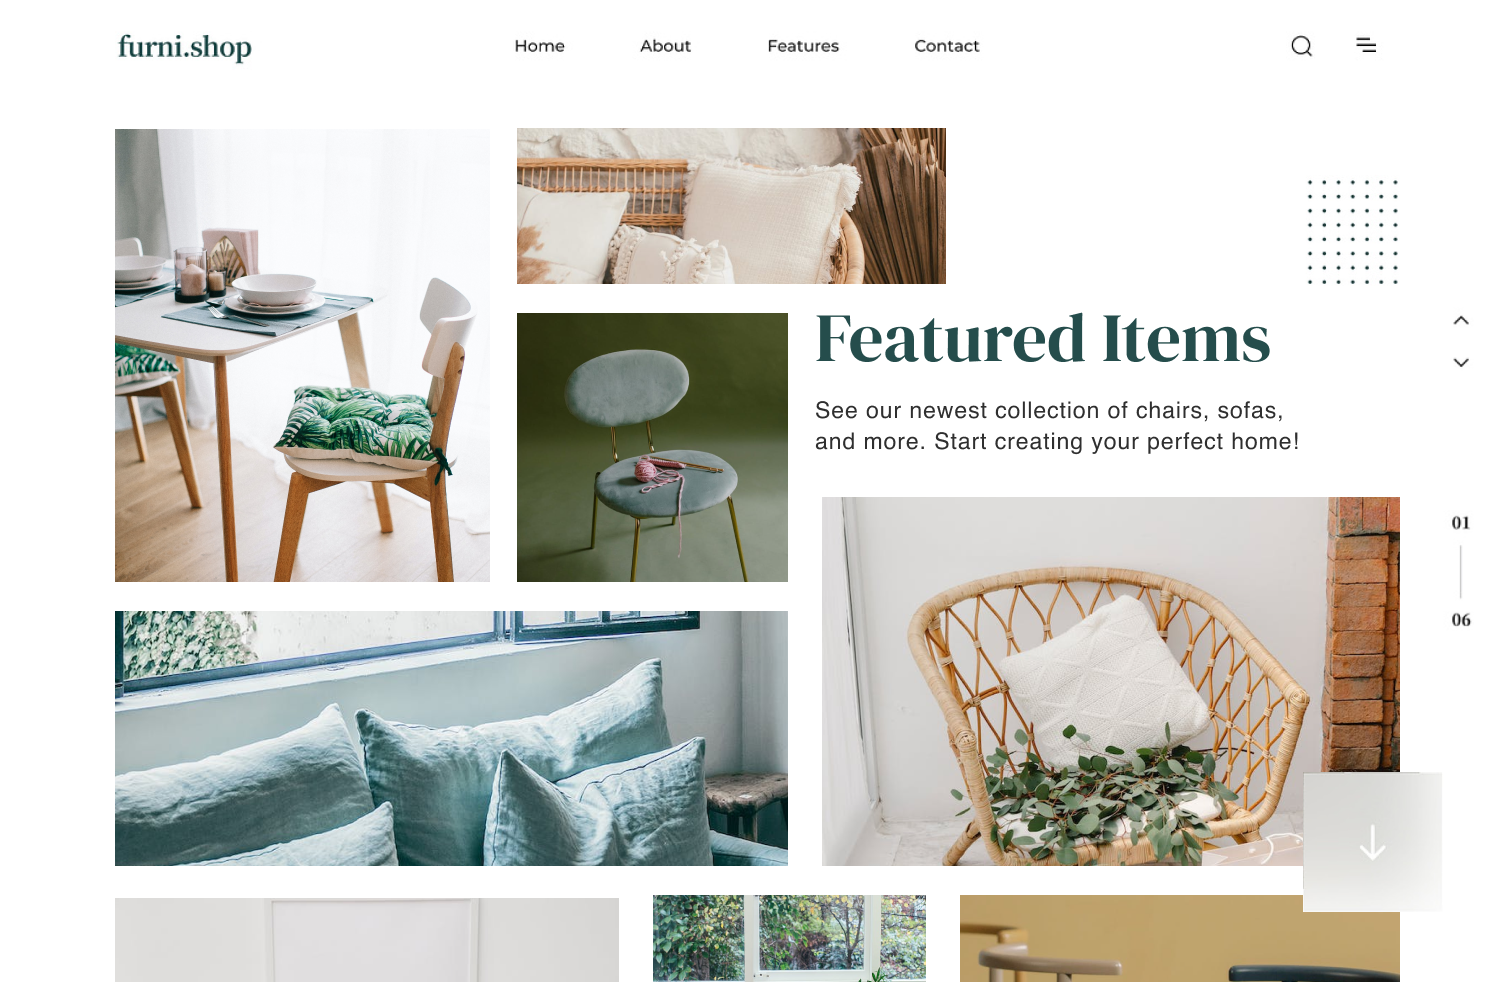 furni.shop
Home About Features Contact
Featured Items
See our newest collection of chairs, sofas,
and more. Start creating your perfect home!
01
06